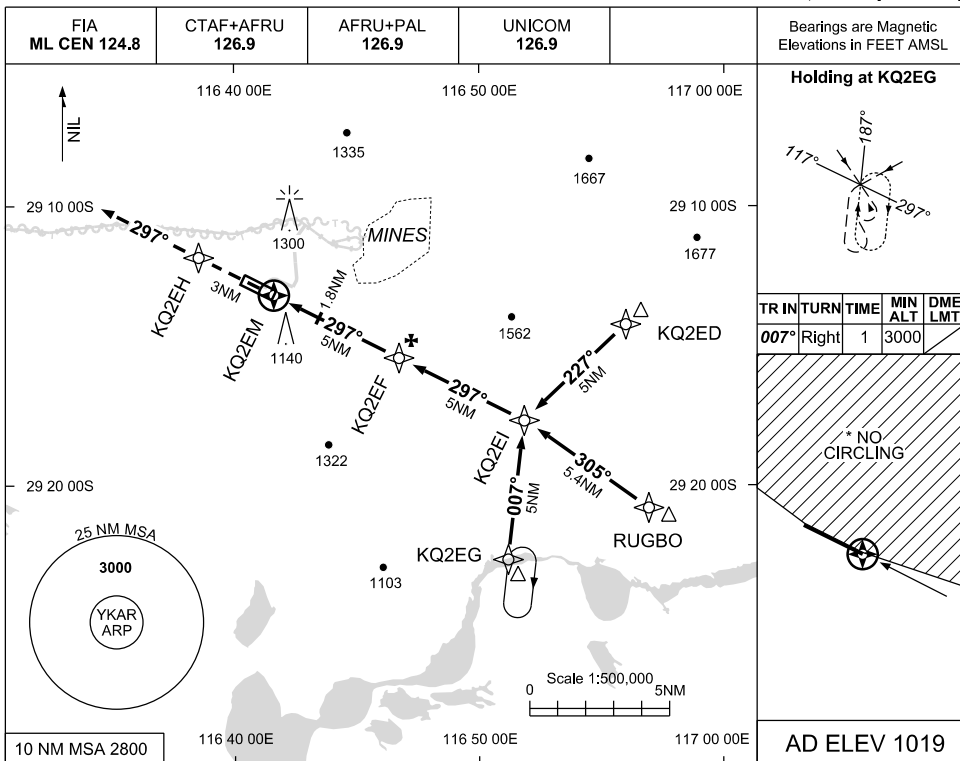 FIA
ML CEN 124.8
CTAF+AFRU
126.9
AFRU+PAL
126.9
UNICOM
126.9
Bearings are Magnetic
Elevations in FEET AMSL
116 40 00E
116 50 00E
117 00 00E
NIL
1335
1667
29 10 00S
29 10 00S
1300
MINES
1677
297°
3NM
KQ2EH
KQ2EM
1.8NM
297°
5NM
1140
KQ2EF
1562
KQ2ED
227°
5NM
297°
5NM
KQ2EI
1322
305°
5.4NM
29 20 00S
29 20 00S
007°
5NM
RUGBO
KQ2EG
1103
25 NM MSA
3000
YKAR
ARP
Scale 1:500,000
0
5NM
10 NM MSA 2800
116 40 00E
116 50 00E
117 00 00E
Holding at KQ2EG
187°
117°
297°
TR IN
TURN
TIME
MIN
ALT
DME
LMT
007°
Right
1
3000
* NO
CIRCLING
AD ELEV 1019